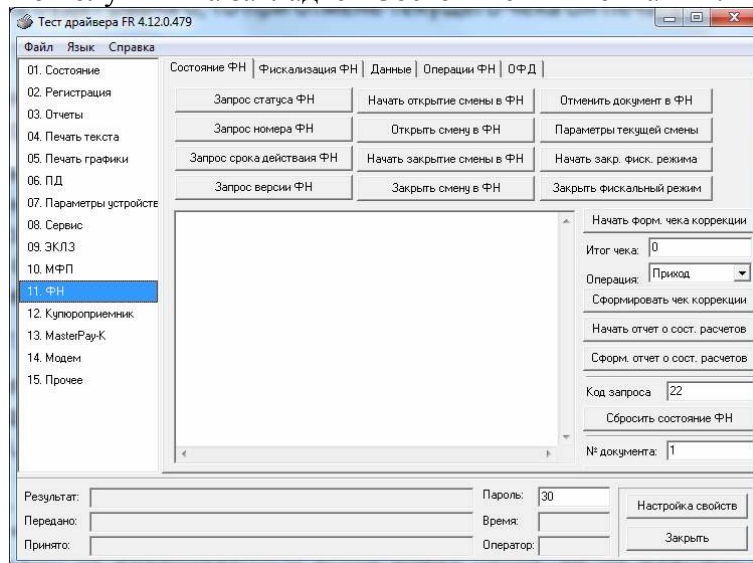 Тест драйвера FR 4.12.0.479
Файл Язык Справка
01. Состояние
02. Регистрация
03. Отчеты
04. Печать текста
05. Печать графики
06. ПД
07. Параметры устройств
08. Сервис
09. ЭКЛЗ
10. МФП
11. ФН
12. Купюроприемник
13. MasterPay-K
14. Модем
15. Прочее
Состояние ФН Фискализация ФН Данные Операции ФН ОФД
Запрос статуса ФН Начать открытие смены в ФН Отменить документ в ФН
Запрос номера ФН Открыть смену в ФН Параметры текущей смены
Запрос срока действаия ФН Начать закрытие смены в ФН Начать закр. фиск. режима
Запрос версии ФН Закрыть смену в ФН Закрыть фискальный режим
Начать форм. чека коррекции
Итог чека: 0
Операция: Приход
Сформировать чек коррекции
Начать отчет о сост. расчетов
Сформ. отчет о сост. расчетов
Код запроса 22
Сбросить состояние ФН
№ документа: 1
Результат: Пароль: 30 Настройка свойств
Передано: Время:
Принято: Оператор: Закрыть